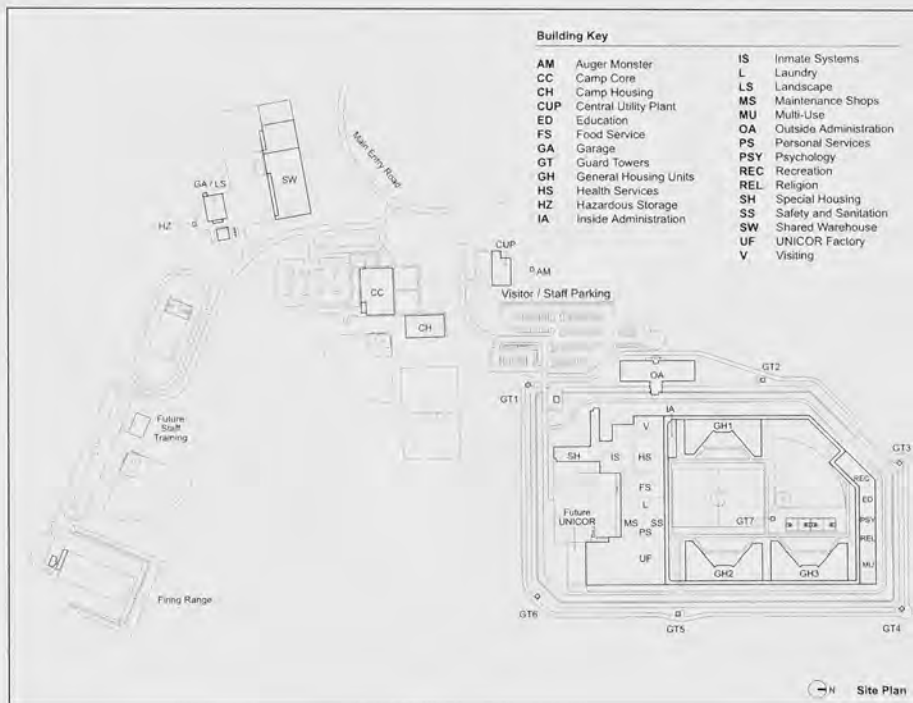 Building Key
AM Auger Monster
CC Camp Core
CH Camp Housing
CUP Central Utility Plant
ED Education
FS Food Service
GA Garage
GT Guard Towers
GH General Housing Units
HS Health Services
HZ Hazardous Storage
IA Inside Administration
IS Inmate Systems
L Laundry
LS Landscape
MS Maintenance Shops
MU Multi-Use
OA Outside Administration
PS Personal Services
PSY Psychology
REC Recreation
REL Religion
SH Special Housing
SS Safety and Sanitation
SW Shared Warehouse
UF UNICOR Factory
V Visiting
Main Entry Road
SW
GA / LS
HZ
CUP
AM
CC
Visitor / Staff Parking
CH
OA
GT2
GT1
IA
V
GH1
Future
Staff
Training
SH
IS
HS
GT3
REC
FS
ED
L
Future
UNICOR
MS
SS
PS
GT7
PSY
REL
UF
GH2
GH3
MU
Firing Range
GT6
GT5
GT4
N
Site Plan